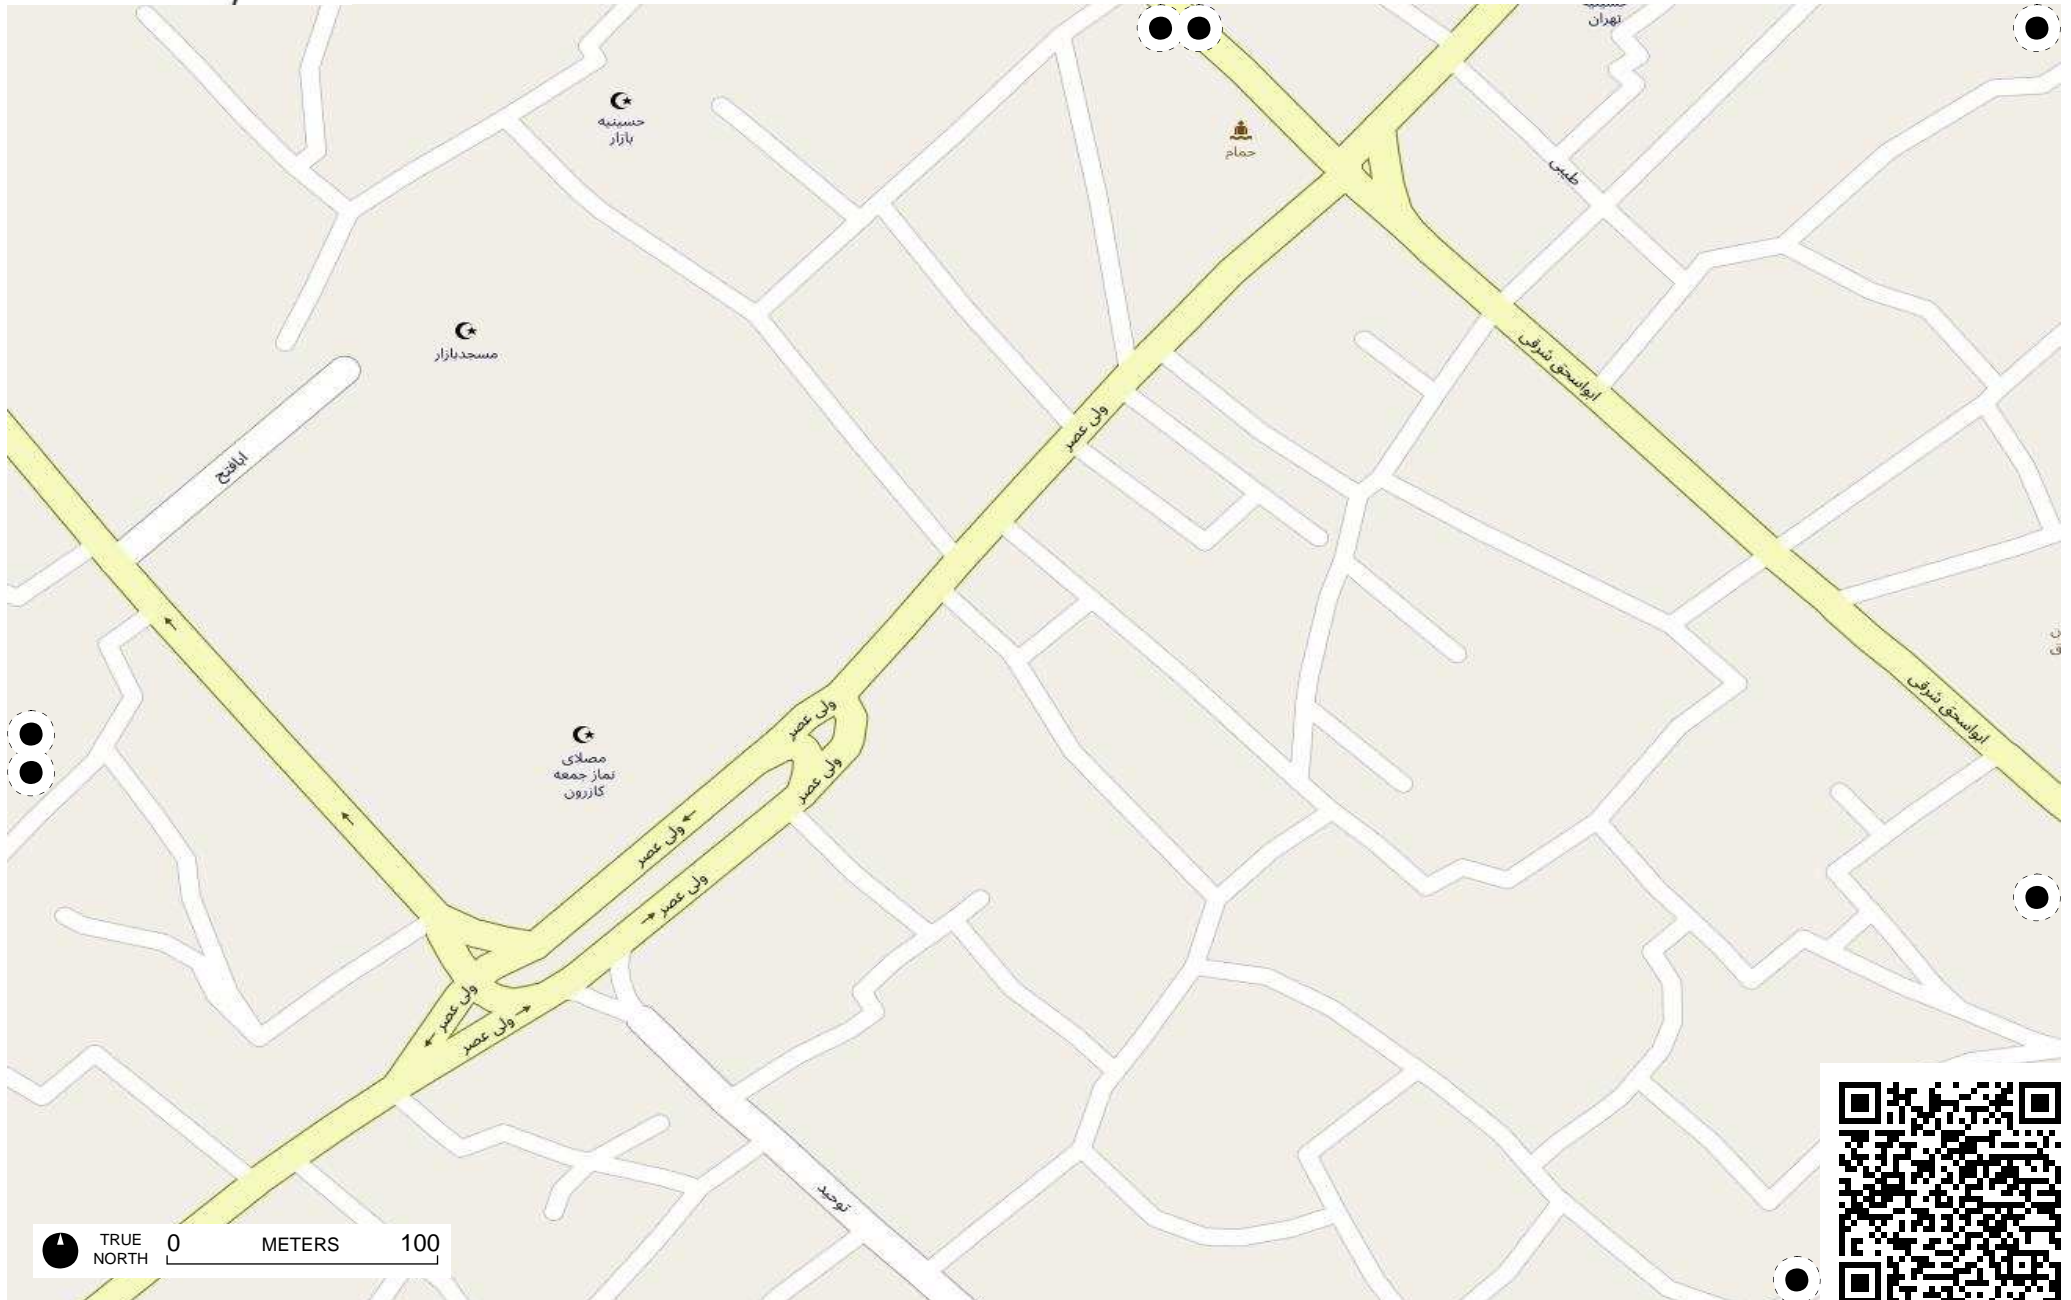 تهران
حسینیه
بازار
حمام
طیبی
مسجدبازار
ابواسحق شرقی
ولی عصر
ابافتح
ابواسحق شرقی
ولی عصر
مصلای
نماز جمعه
کازرون
ولی عصر
ولی عصر
ولی عصر
ولی عصر
ولی عصر
توحید
TRUE
NORTH
0 METERS 100